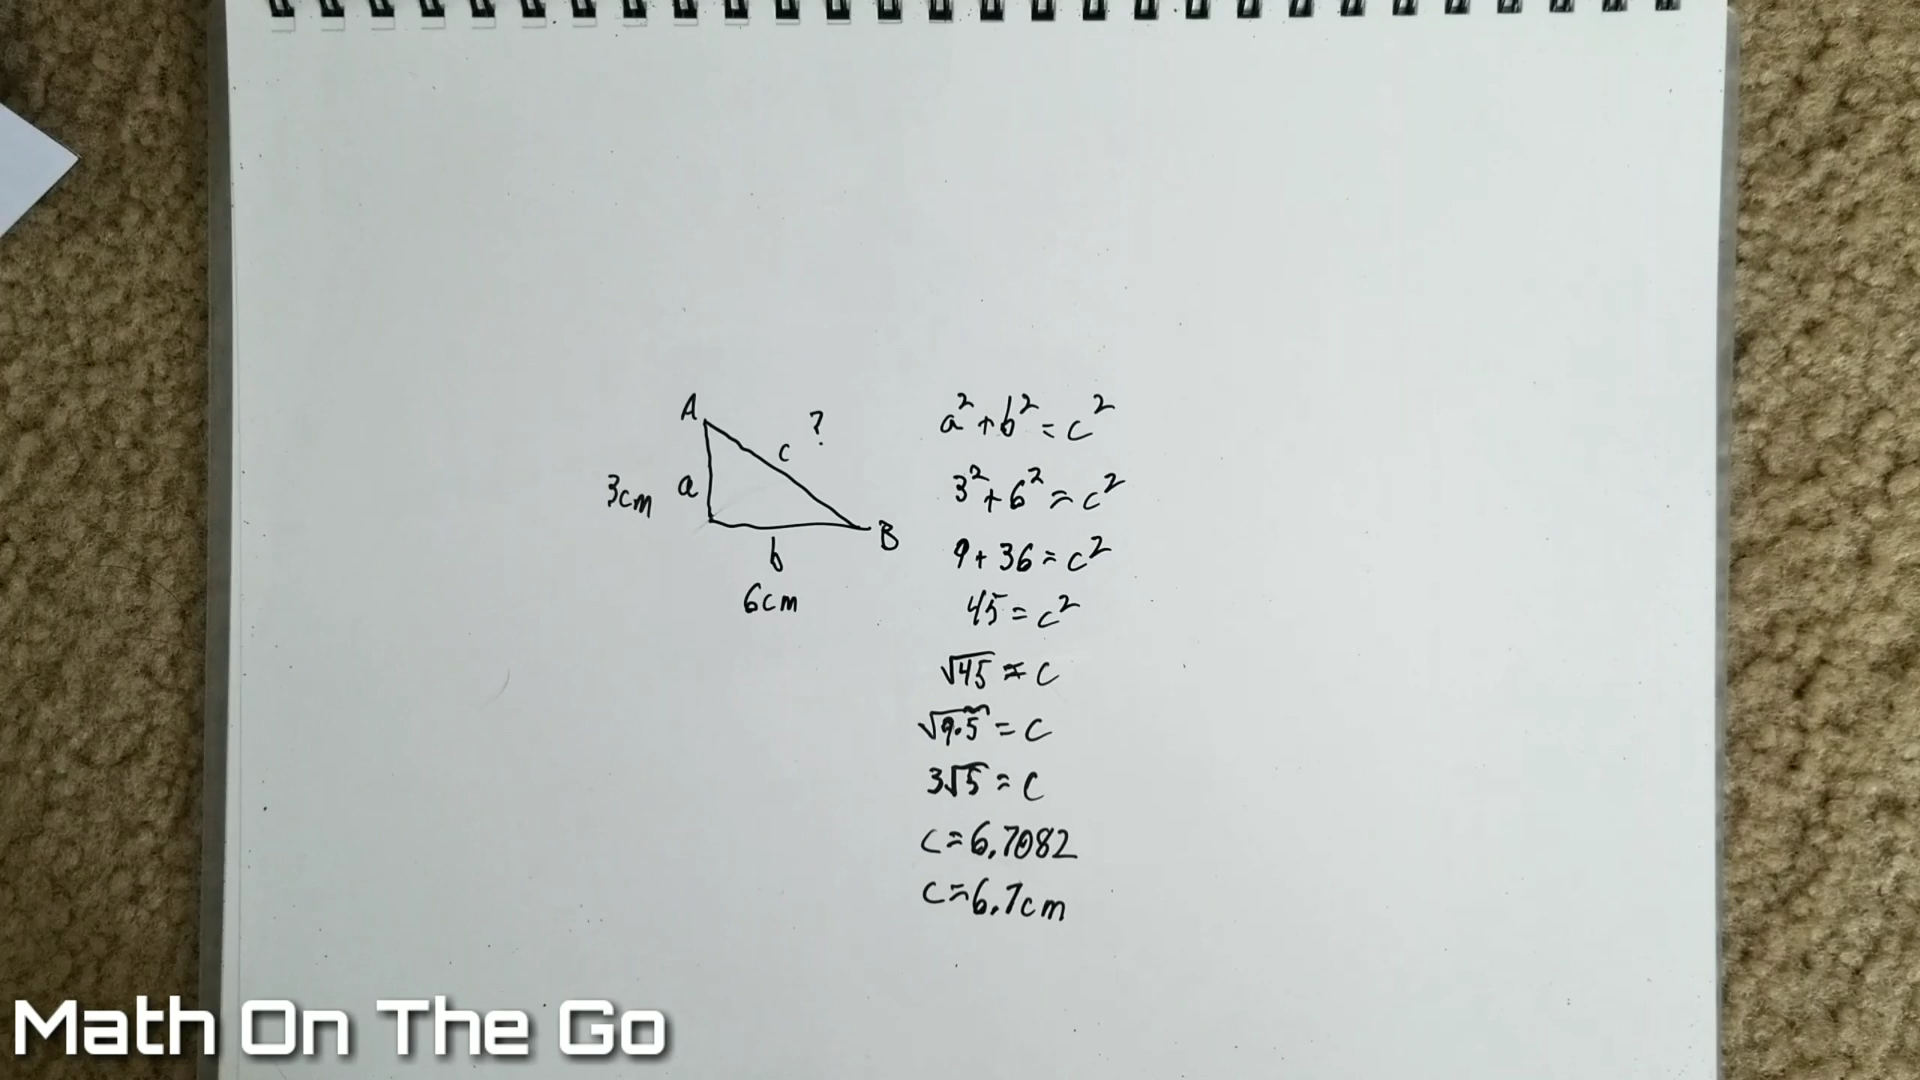 A
?
c
3cm a
B
b
6cm
a²+b²=c²
3²+6²=c²
9+36=c²
45=c²
√45=c
√9·5=c
3√5=c
c=6.7082
c=6.7cm
Math On The Go